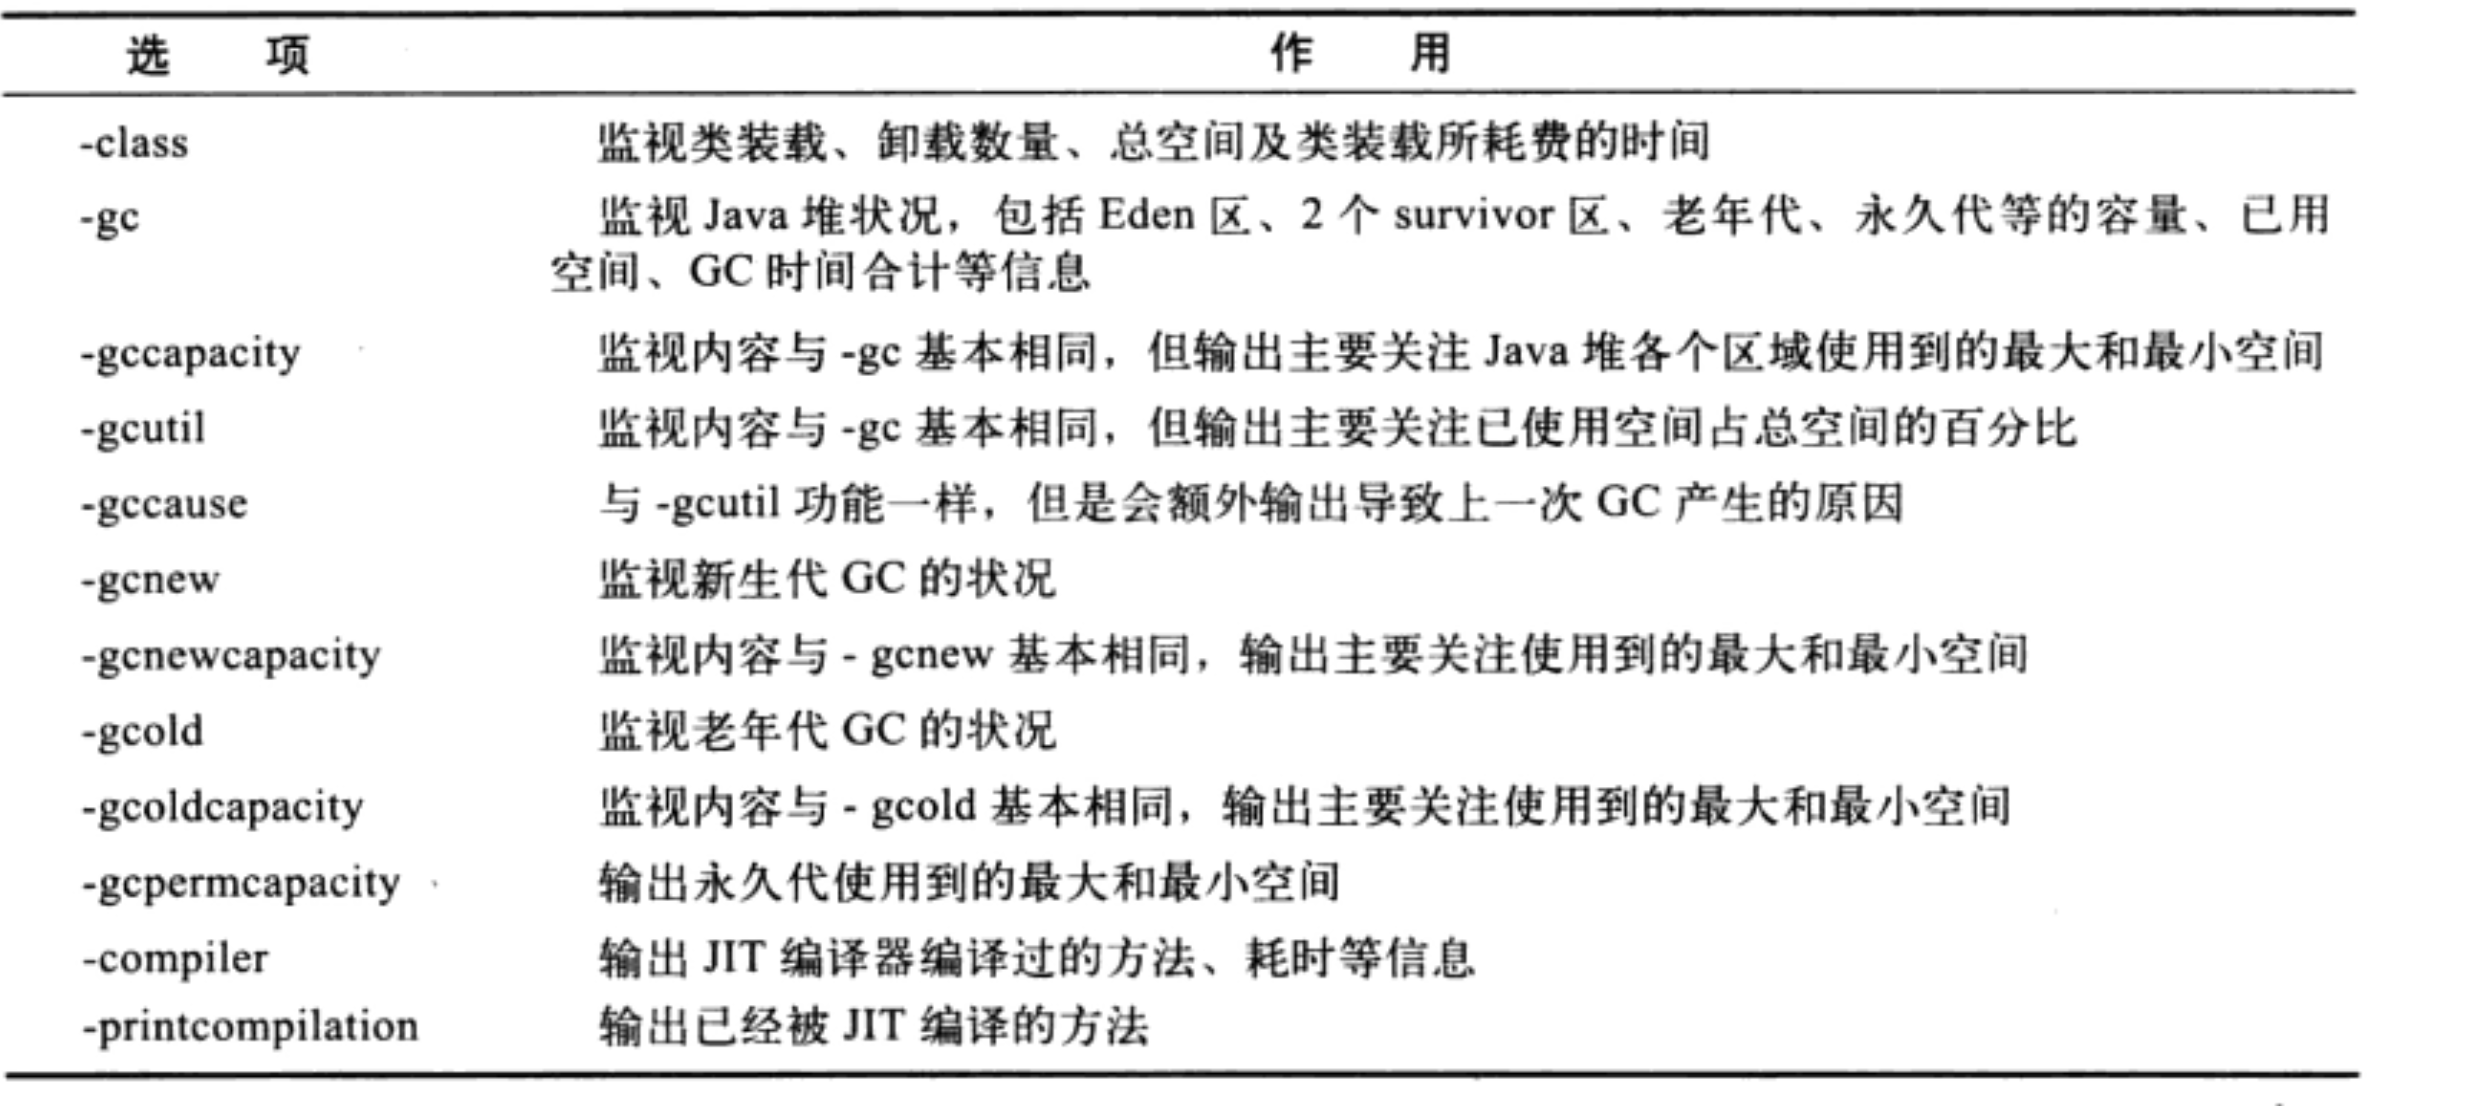 选 项 作 用
-class 监视类装载、卸载数量、总空间及类装载所耗费的时间
-gc 监视 Java 堆状况，包括 Eden 区、2 个 survivor 区、老年代、永久代等的容量、已用
空间、GC 时间合计等信息
-gccapacity 监视内容与 -gc 基本相同，但输出主要关注 Java 堆各个区域使用到的最大和最小空间
-gcutil 监视内容与 -gc 基本相同，但输出主要关注已使用空间占总空间的百分比
-gccause 与 -gcutil 功能一样，但是会额外输出导致上一次 GC 产生的原因
-gcnew 监视新生代 GC 的状况
-gcnewcapacity 监视内容与 - gcnew 基本相同，输出主要关注使用到的最大和最小空间
-gcold 监视老年代 GC 的状况
-gcoldcapacity 监视内容与 - gcold 基本相同，输出主要关注使用到的最大和最小空间
-gcpermcapacity 输出永久代使用到的最大和最小空间
-compiler 输出 JIT 编译器编译过的方法、耗时等信息
-printcompilation 输出已经被 JIT 编译的方法